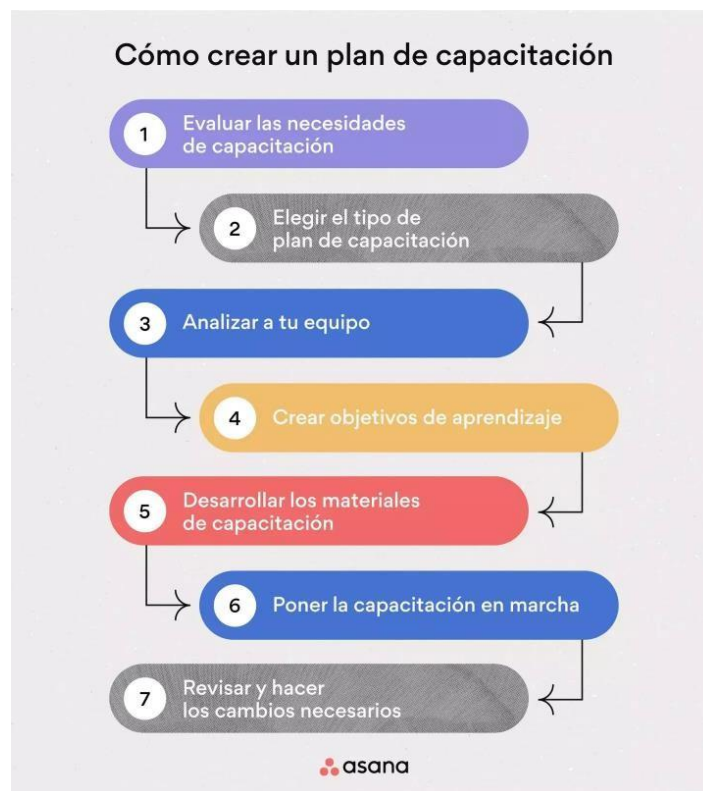 Cómo crear un plan de capacitación
1
Evaluar las necesidades
de capacitación
2
Elegir el tipo de
plan de capacitación
3
Analizar a tu equipo
4
Crear objetivos de aprendizaje
5
Desarrollar los materiales
de capacitación
6
Poner la capacitación en marcha
7
Revisar y hacer
los cambios necesarios
asana